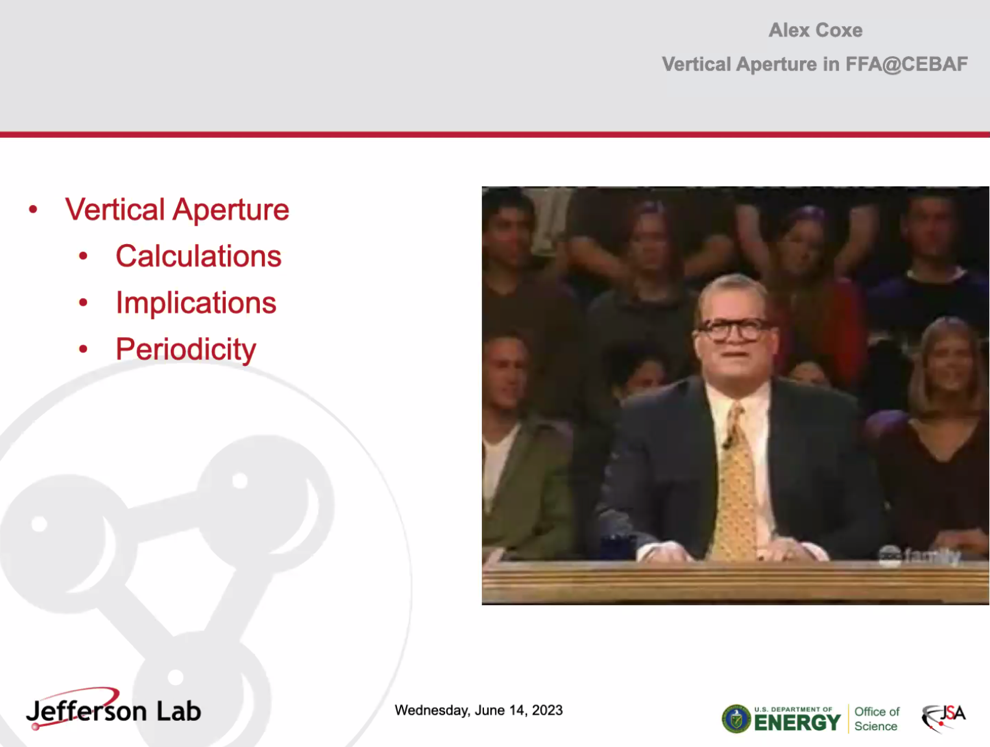 Alex Coxe
Vertical Aperture in FFA@CEBAF
• Vertical Aperture
• Calculations
• Implications
• Periodicity
abc family
Jefferson Lab
Wednesday, June 14, 2023
U.S. DEPARTMENT OF
ENERGY
Office of
Science
JSA